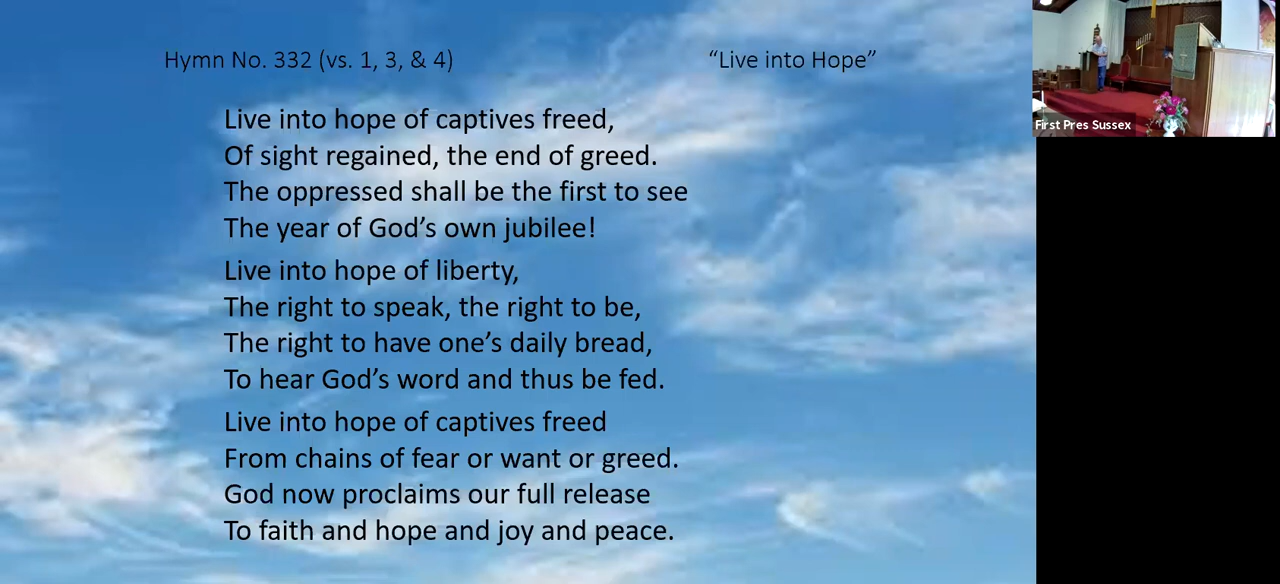 Hymn No. 332 (vs. 1, 3, & 4) “Live into Hope”
Live into hope of captives freed,
Of sight regained, the end of greed.
The oppressed shall be the first to see
The year of God’s own jubilee!
Live into hope of liberty,
The right to speak, the right to be,
The right to have one’s daily bread,
To hear God’s word and thus be fed.
Live into hope of captives freed
From chains of fear or want or greed.
God now proclaims our full release
To faith and hope and joy and peace.
First Pres Sussex